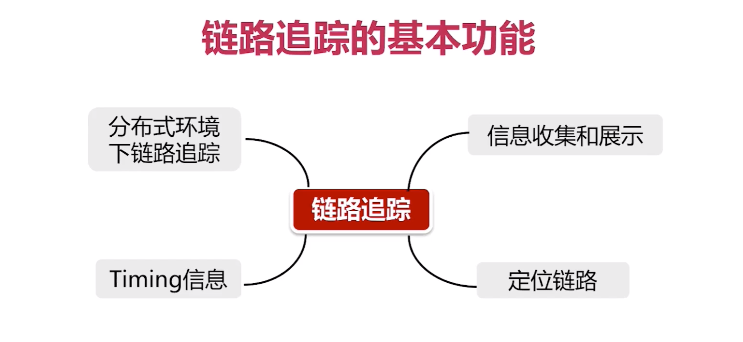 链路追踪的基本功能
分布式环境
下链路追踪
信息收集和展示
链路追踪
Timing信息
定位链路